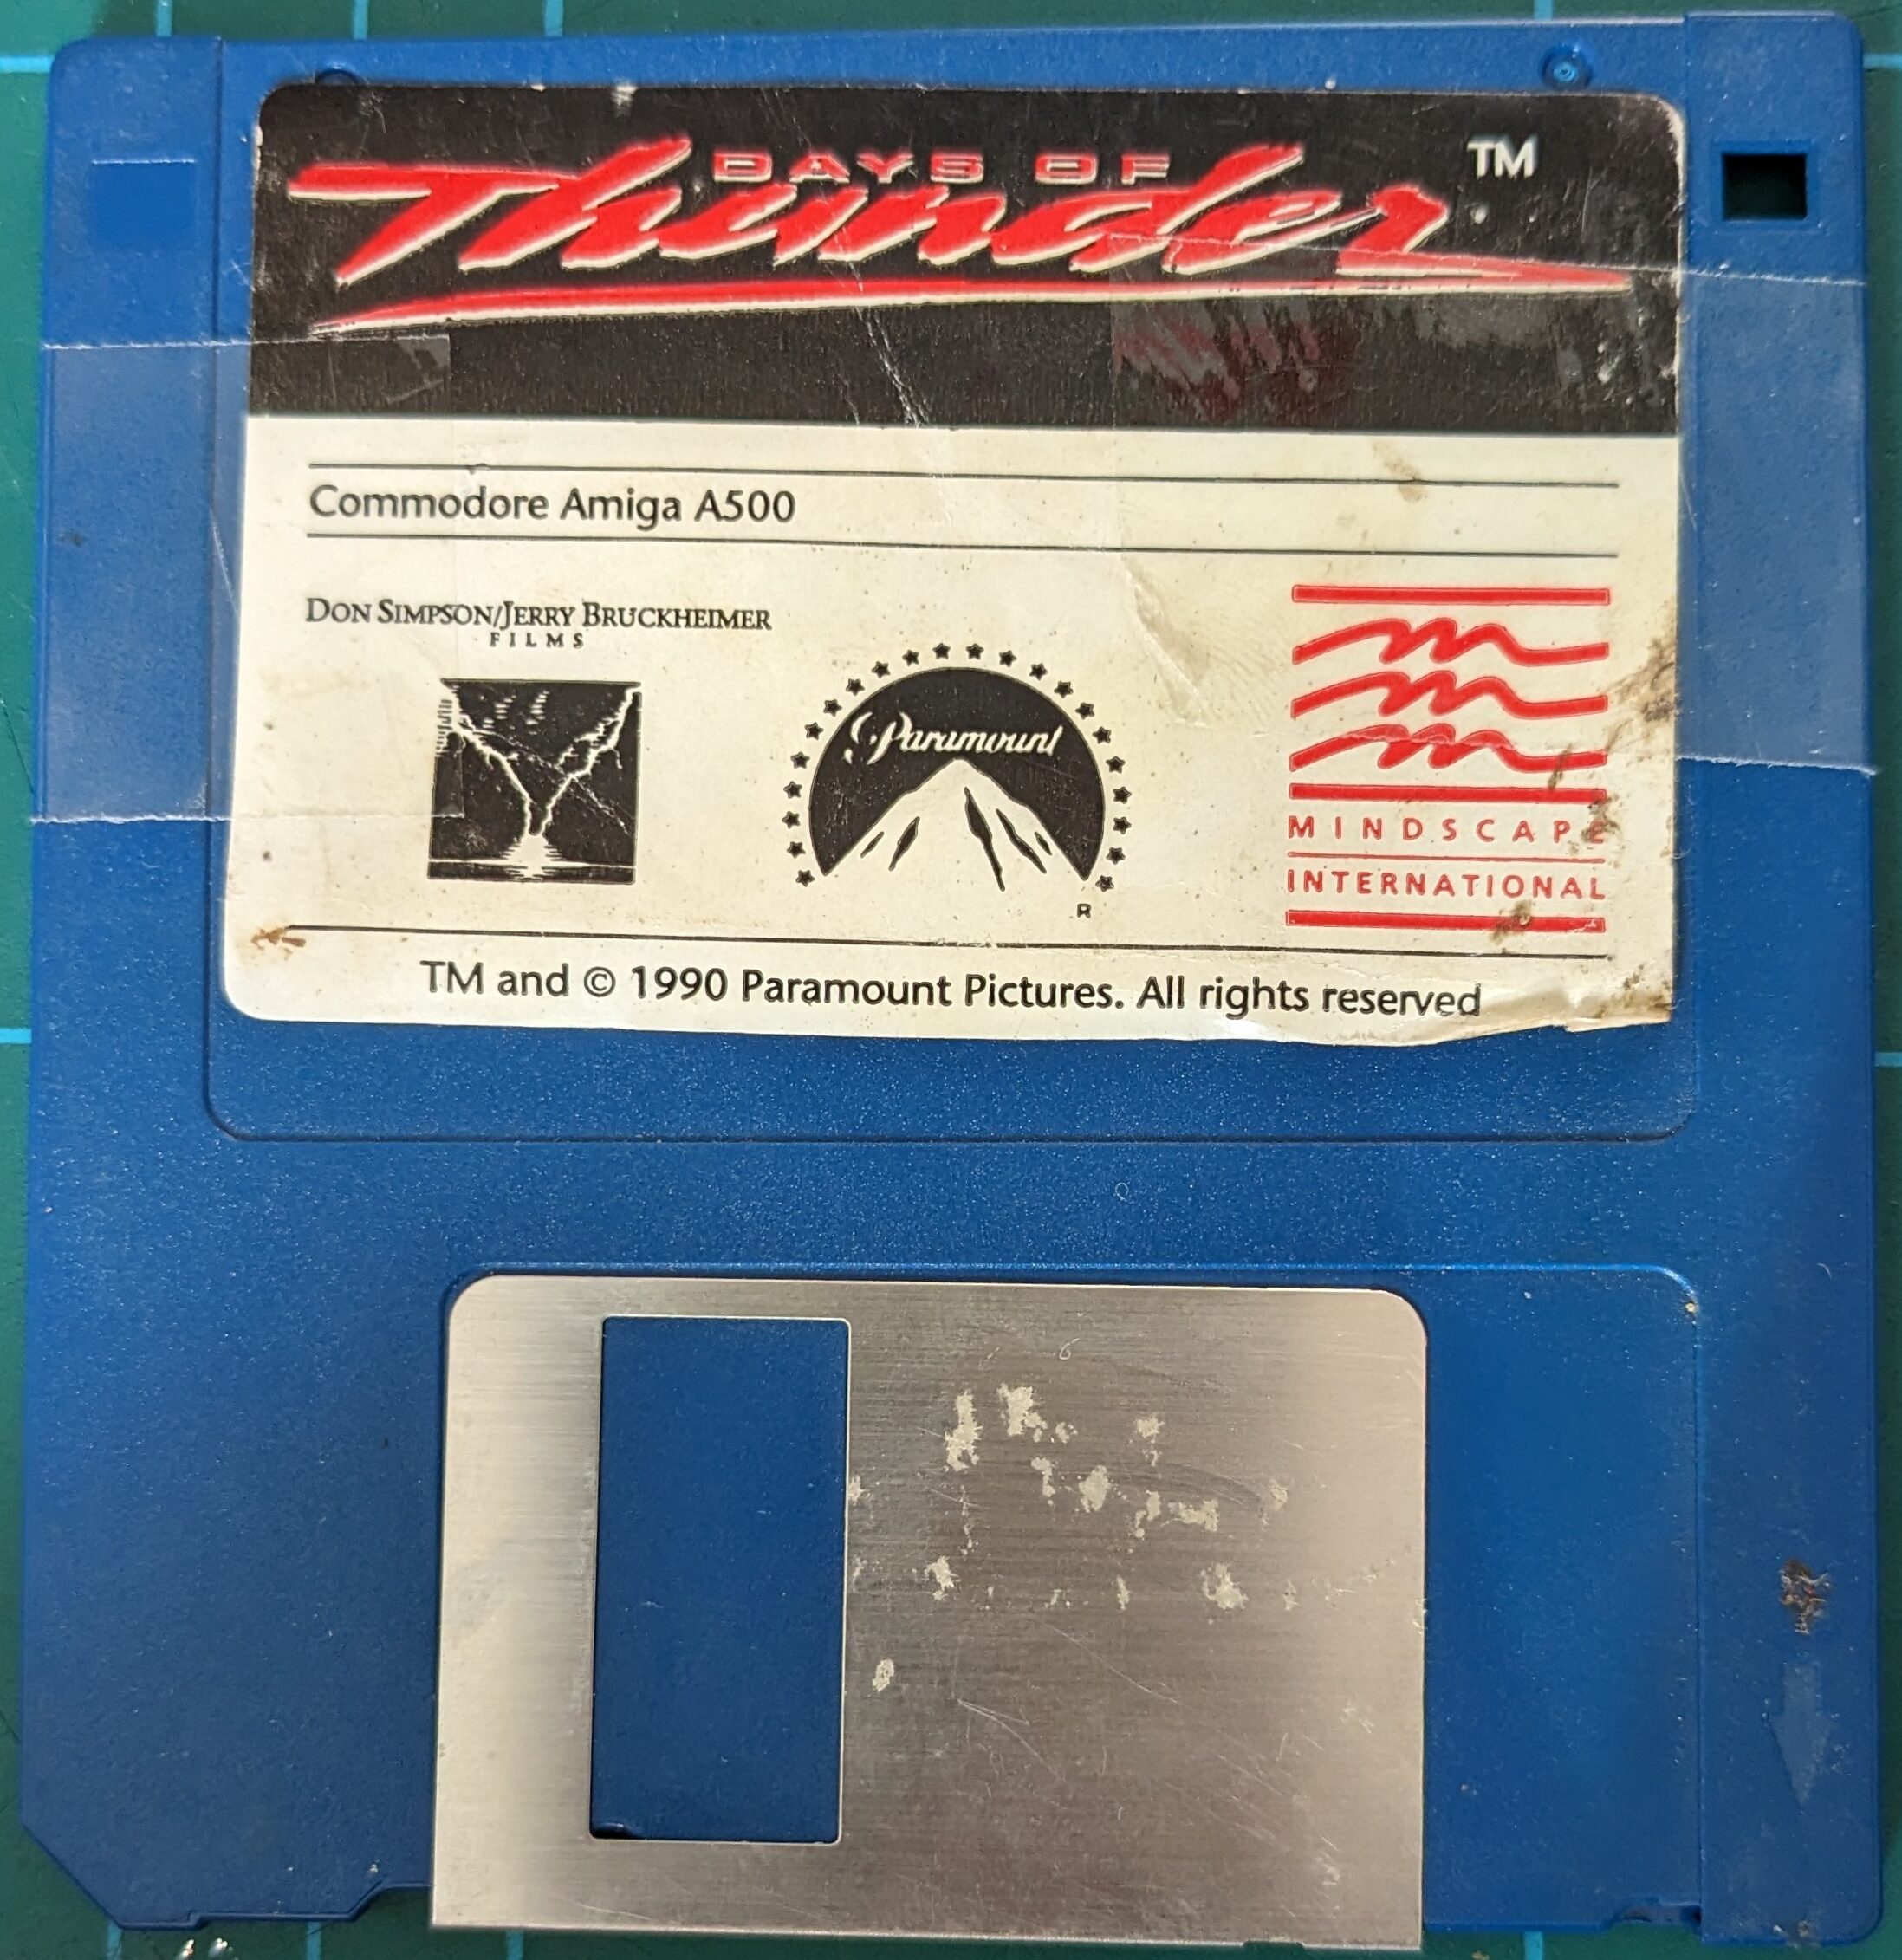 DAYS OF
Thunder TM
Commodore Amiga A500
DON SIMPSON/JERRY BRUCKHEIMER
FILMS
Paramount
R
MINDSCAPE
INTERNATIONAL
TM and © 1990 Paramount Pictures. All rights reserved